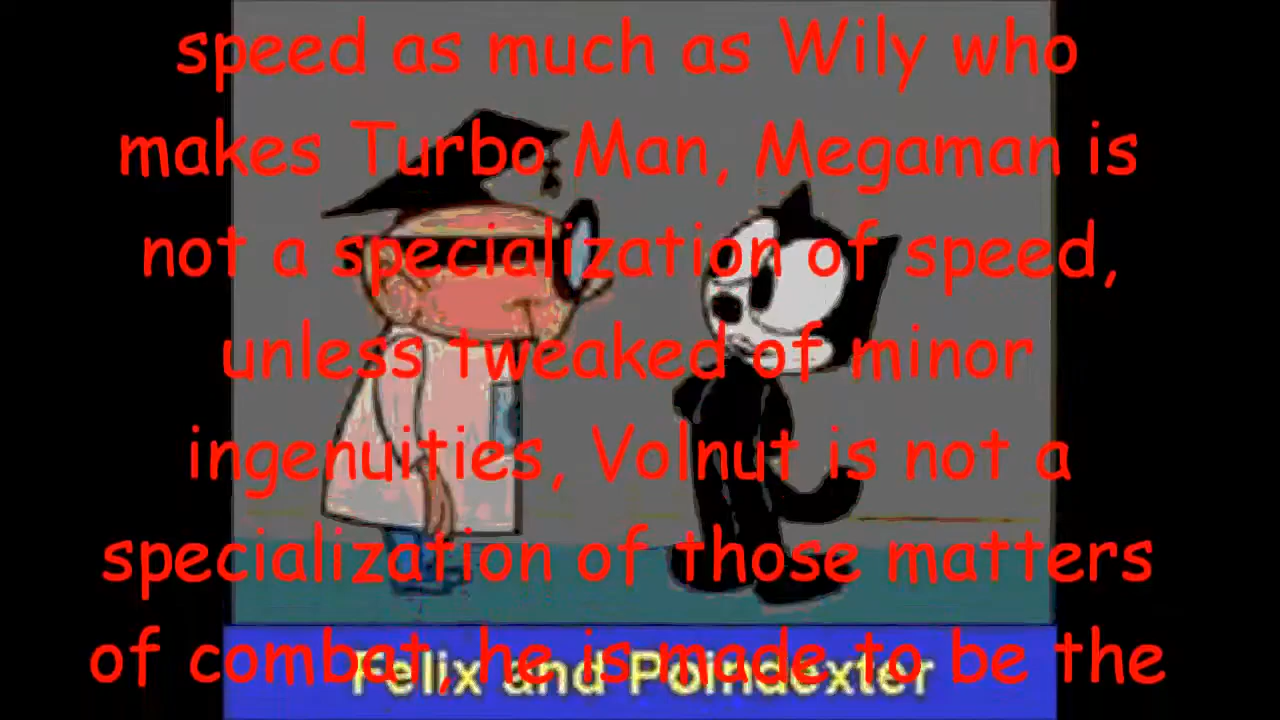 speed as much as Wily who
makes Turbo Man, Megaman is
not a specialization of speed,
unless tweaked of minor
ingenuities, Volnut is not a
specialization of those matters
of combat, he is made to be the
Felix and Poindexter